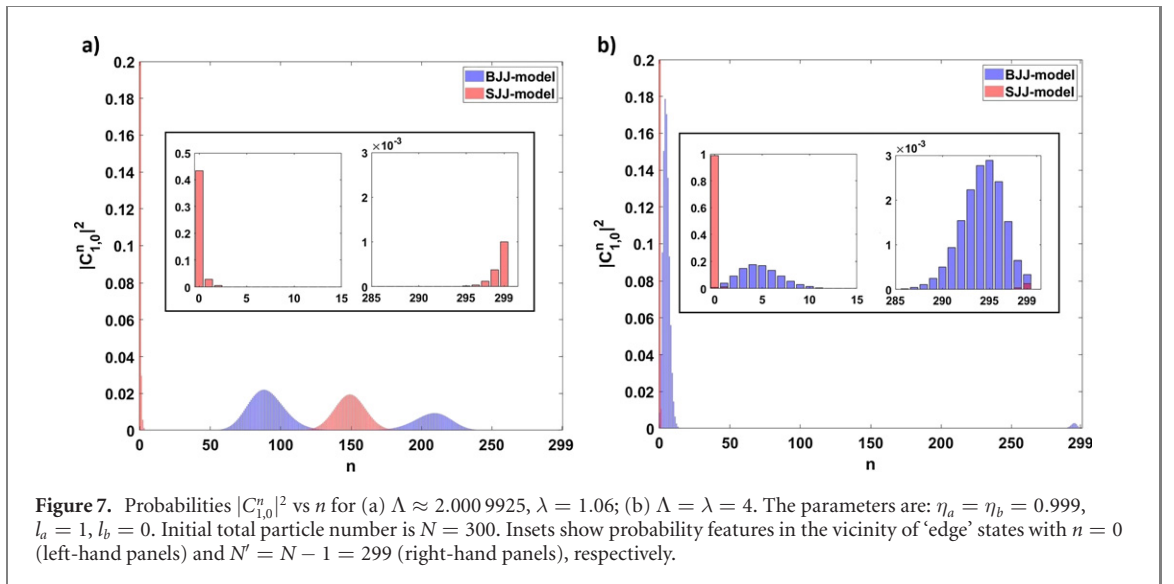 a)
b)
0.2
0.18
0.16
0.14
0.12
0.1
0.08
0.06
0.04
0.02
0
|C^n_{1,0}|^2
BJJ-model
SJJ-model
0.5
0.4
0.3
0.2
0.1
0
0 5 10 15
×10^{-3}
3
2
1
0
285 290 295 299
0 50 100 150 200 250 299
n
0.2
0.18
0.16
0.14
0.12
0.1
0.08
0.06
0.04
0.02
0
|C^n_{1,0}|^2
BJJ-model
SJJ-model
1
0.8
0.6
0.4
0.2
0
0 5 10 15
×10^{-3}
3
2
1
0
285 290 295 299
0 50 100 150 200 250 299
n
Figure 7. Probabilities |C^n_{1,0}|^2 vs n for (a) Λ ≈ 2.000 9925, λ = 1.06; (b) Λ = λ = 4. The parameters are: η_a = η_b = 0.999,
l_a = 1, l_b = 0. Initial total particle number is N = 300. Insets show probability features in the vicinity of ‘edge’ states with n = 0
(left-hand panels) and N′ = N − 1 = 299 (right-hand panels), respectively.